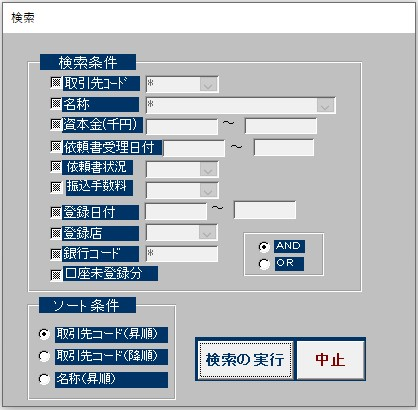 検索
検索条件
取引先ｺｰﾄﾞ *
名称 *
資本金(千円) ～
依頼書受理日付 ～
依頼書状況
振込手数料
登録日付 ～
登録店
銀行コード *
口座未登録分
AND
OR
ソート条件
取引先コード(昇順)
取引先コード(降順)
名称(昇順)
検索の実行
中止